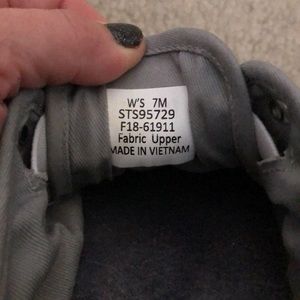 W'S 7M
STS95729
F18-61911
Fabric Upper
MADE IN VIETNAM